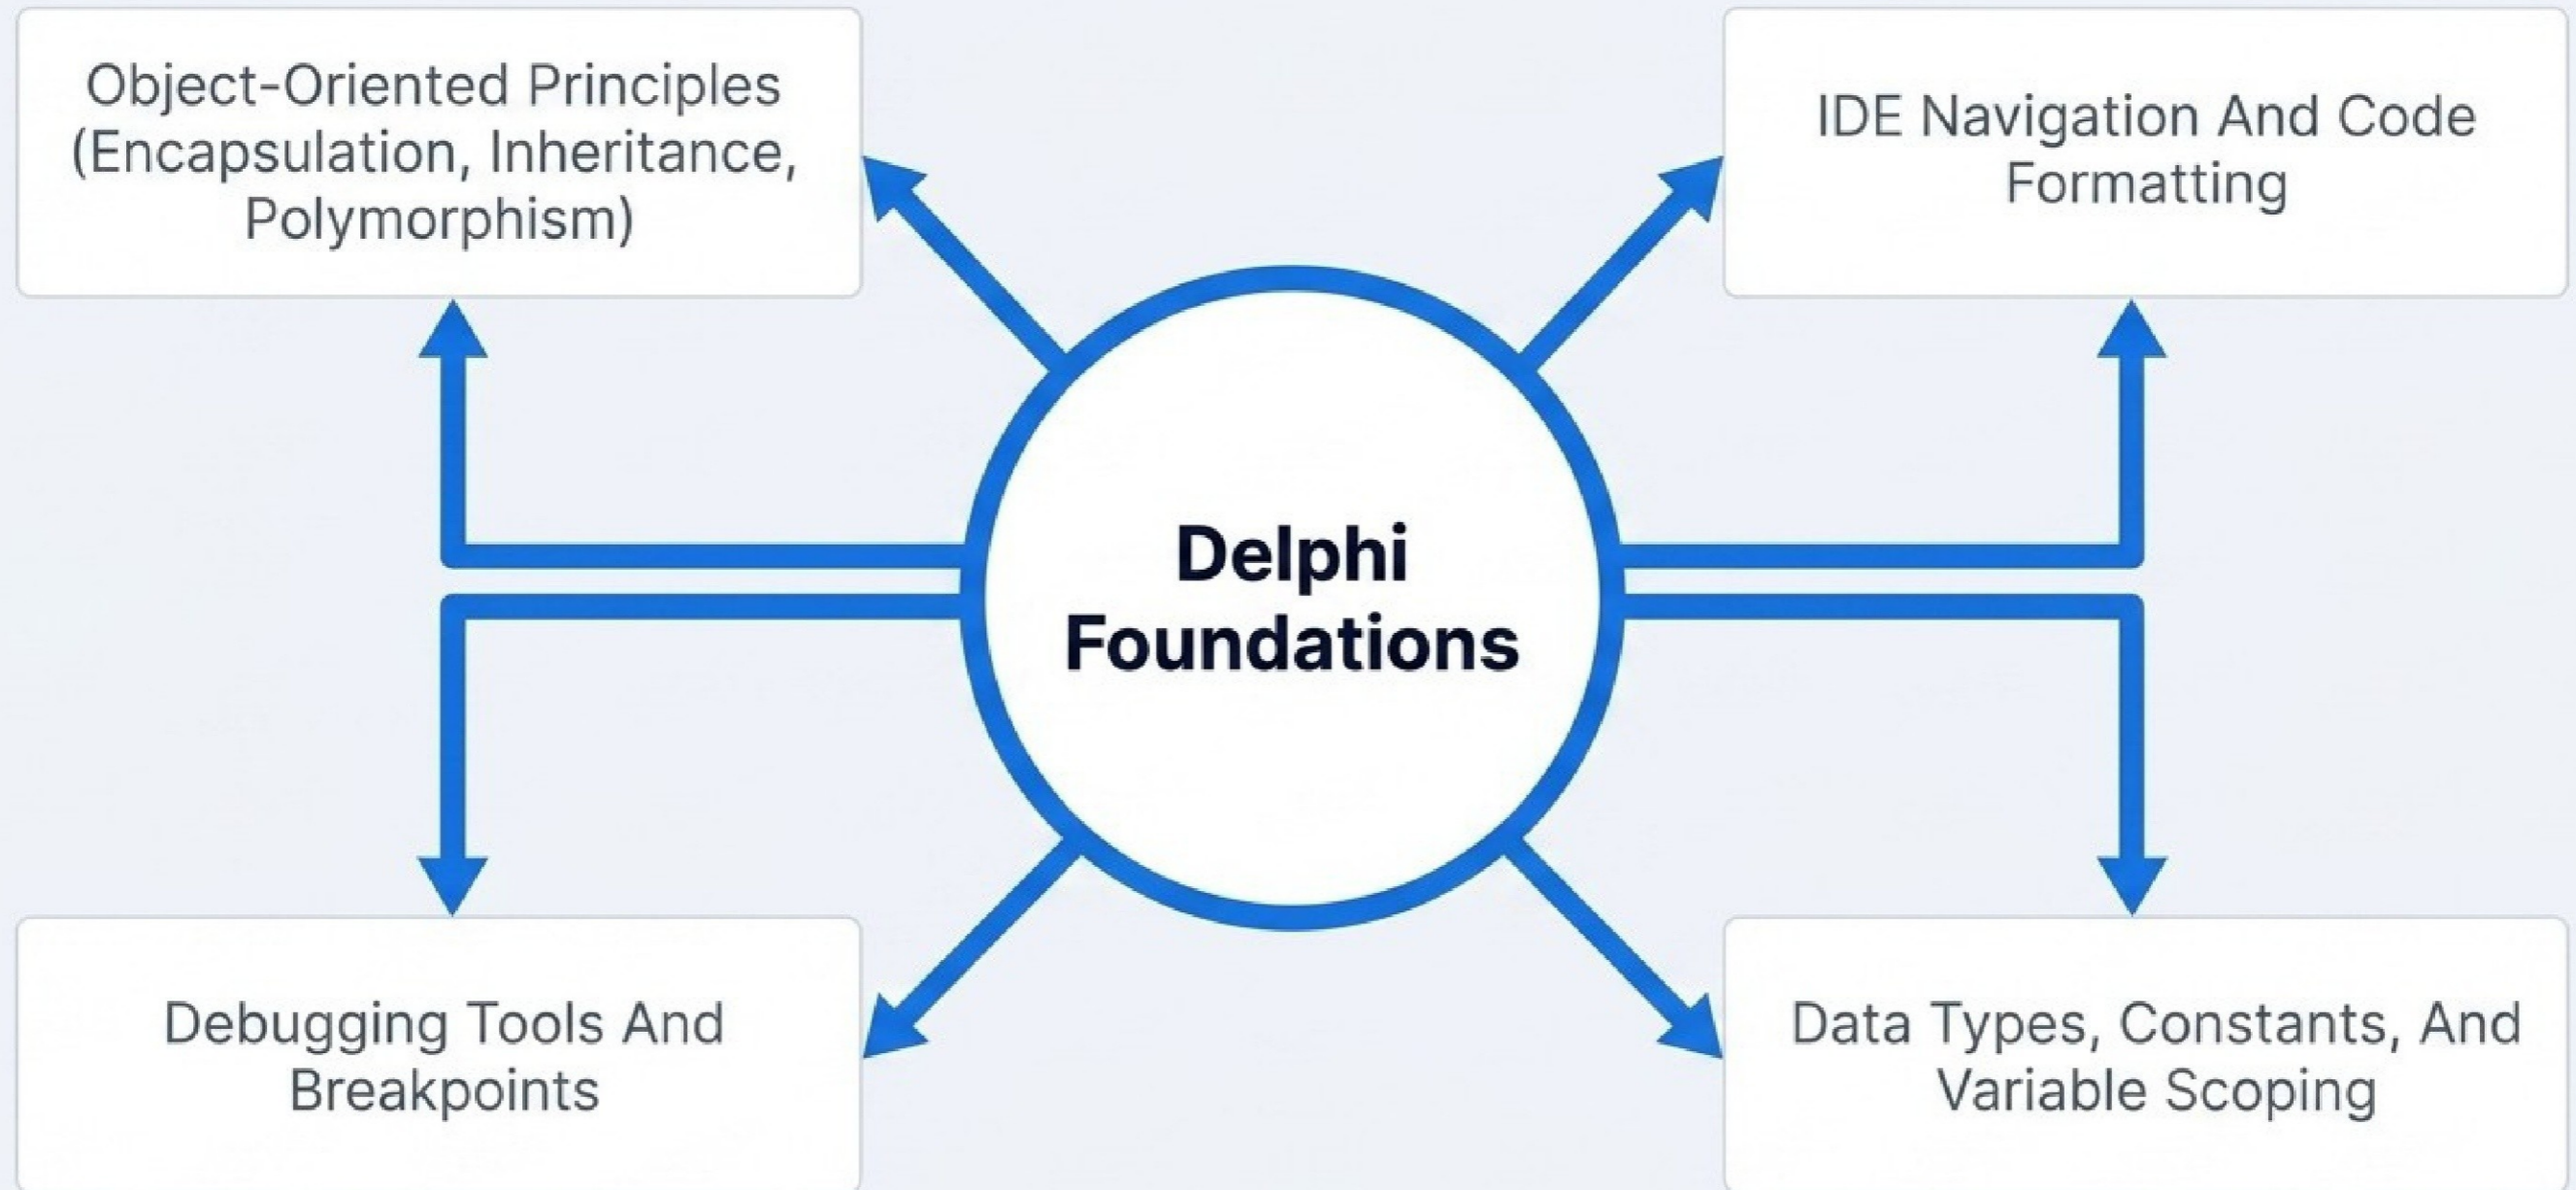 Object-Oriented Principles
(Encapsulation, Inheritance,
Polymorphism)
IDE Navigation And Code
Formatting
Delphi
Foundations
Debugging Tools And
Breakpoints
Data Types, Constants, And
Variable Scoping